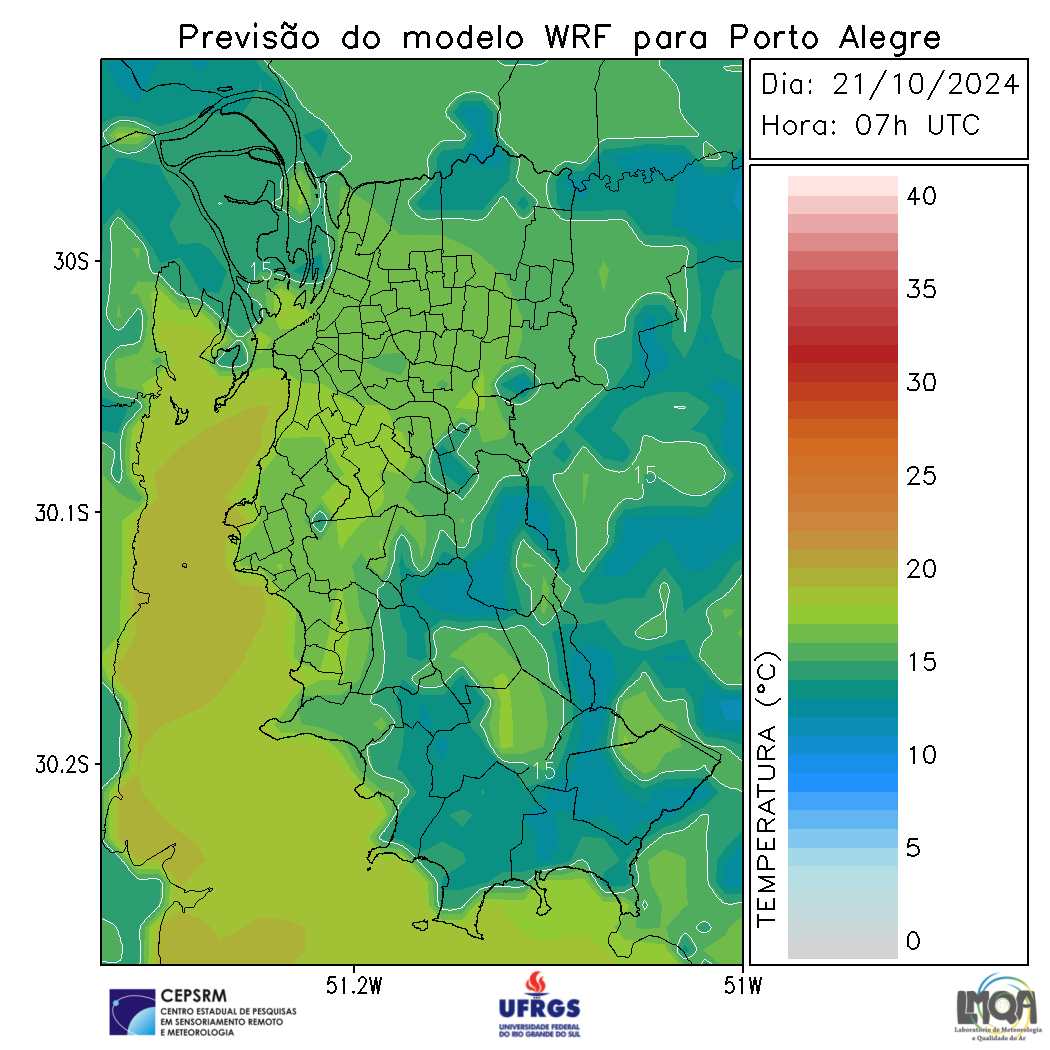 Previsão do modelo WRF para Porto Alegre
Dia: 21/10/2024
Hora: 07h UTC
40
35
30
25
20
15
10
5
0
TEMPERATURA (°C)
30S
30.1S
30.2S
51.2W
51W
15
15
15
CEPSRM
CENTRO ESTADUAL DE PESQUISAS
EM SENSORIAMENTO REMOTO
E METEOROLOGIA
UFRGS
UNIVERSIDADE FEDERAL
DO RIO GRANDE DO SUL
LMQA
Laboratório de Meteorologia
e Qualidade do Ar